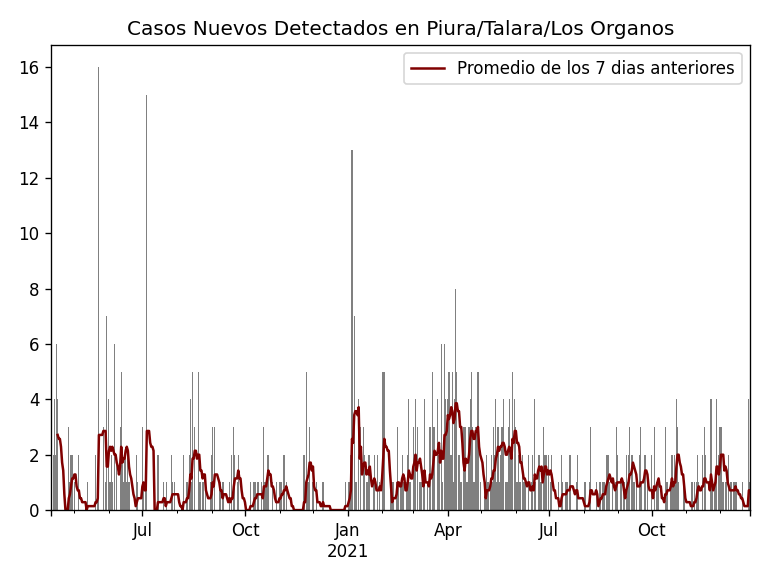 Casos Nuevos Detectados en Piura/Talara/Los Organos
Promedio de los 7 dias anteriores
16
14
12
10
8
6
4
2
0
Jul
Oct
Jan
2021
Apr
Jul
Oct